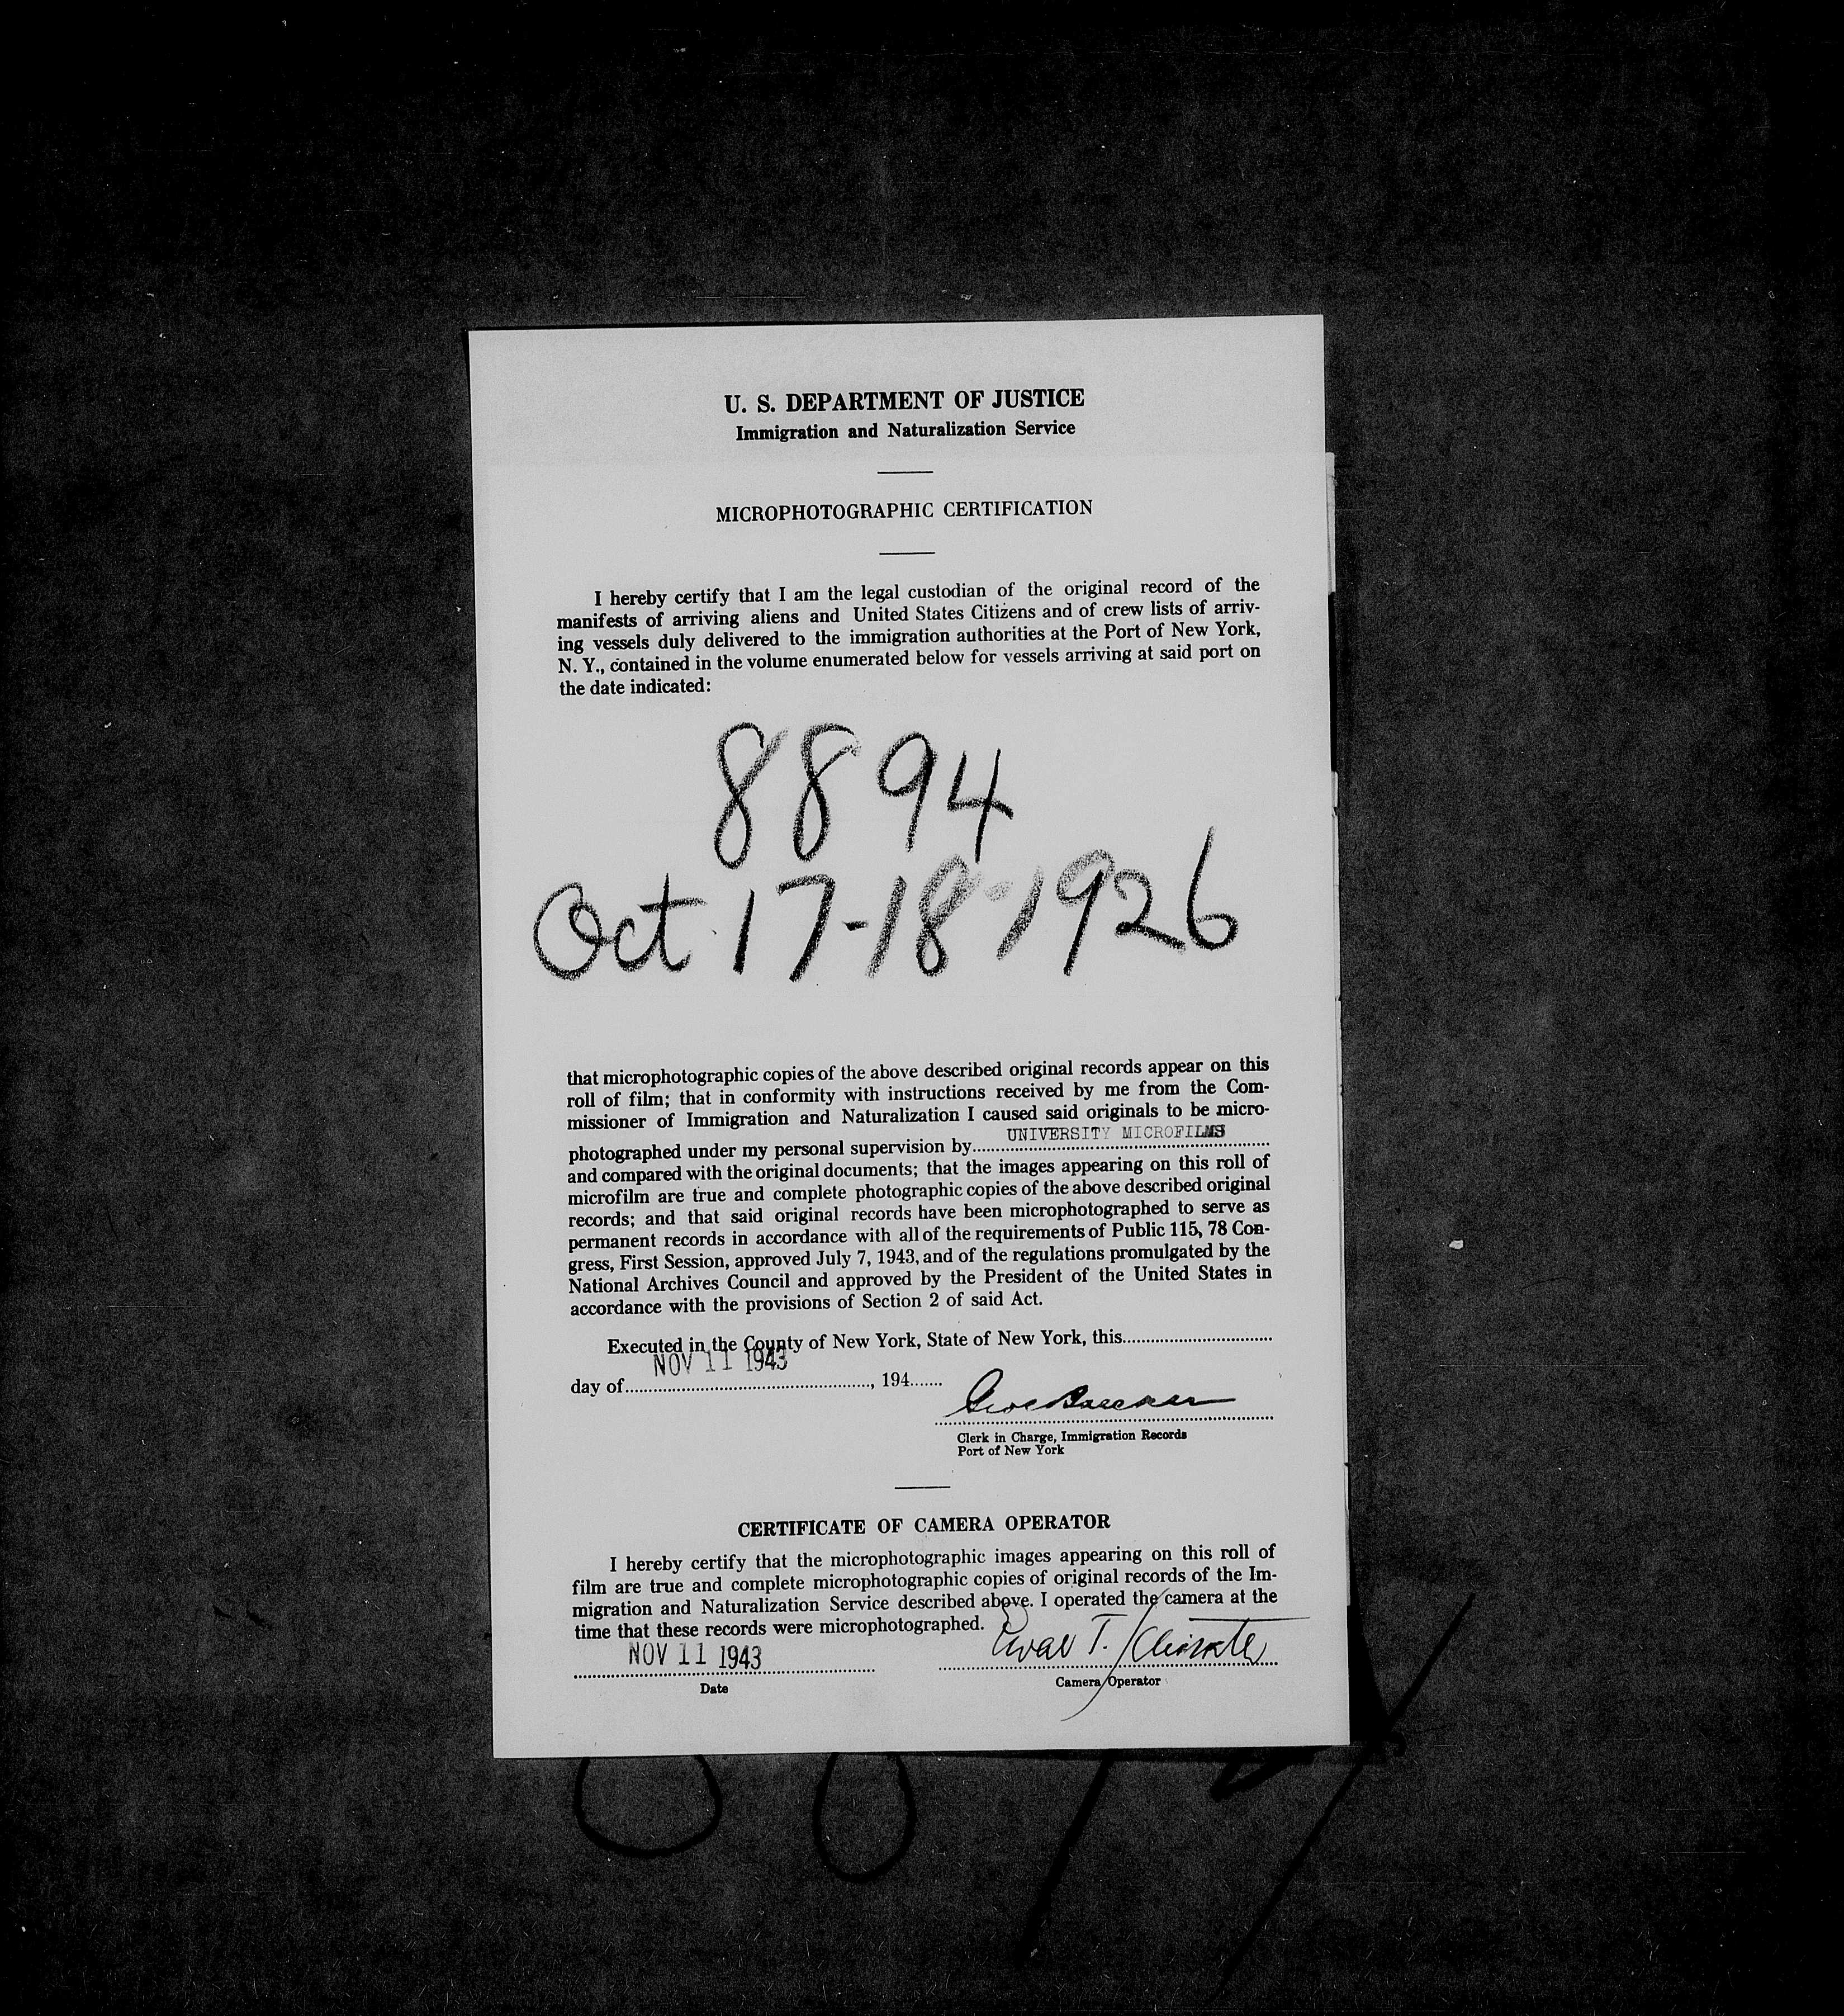 U. S. DEPARTMENT OF JUSTICE
Immigration and Naturalization Service
MICROPHOTOGRAPHIC CERTIFICATION
I hereby certify that I am the legal custodian of the original record of the
manifests of arriving aliens and United States Citizens and of crew lists of arriv-
ing vessels duly delivered to the immigration authorities at the Port of New York,
N. Y., contained in the volume enumerated below for vessels arriving at said port on
the date indicated:
8894
Oct 17-18-1926
that microphotographic copies of the above described original records appear on this
roll of film; that in conformity with instructions received by me from the Com-
missioner of Immigration and Naturalization I caused said originals to be micro-
photographed under my personal supervision by UNIVERSITY MICROFILMS
and compared with the original documents; that the images appearing on this roll of
microfilm are true and complete photographic copies of the above described original
records; and that said original records have been microphotographed to serve as
permanent records in accordance with all of the requirements of Public 115, 78 Con-
gress, First Session, approved July 7, 1943, and of the regulations promulgated by the
National Archives Council and approved by the President of the United States in
accordance with the provisions of Section 2 of said Act.
Executed in the County of New York, State of New York, this
NOV 11 1943
day of , 194
Clerk in Charge, Immigration Records
Port of New York
CERTIFICATE OF CAMERA OPERATOR
I hereby certify that the microphotographic images appearing on this roll of
film are true and complete microphotographic copies of original records of the Im-
migration and Naturalization Service described above. I operated the camera at the
time that these records were microphotographed.
NOV 11 1943
Date
Camera Operator